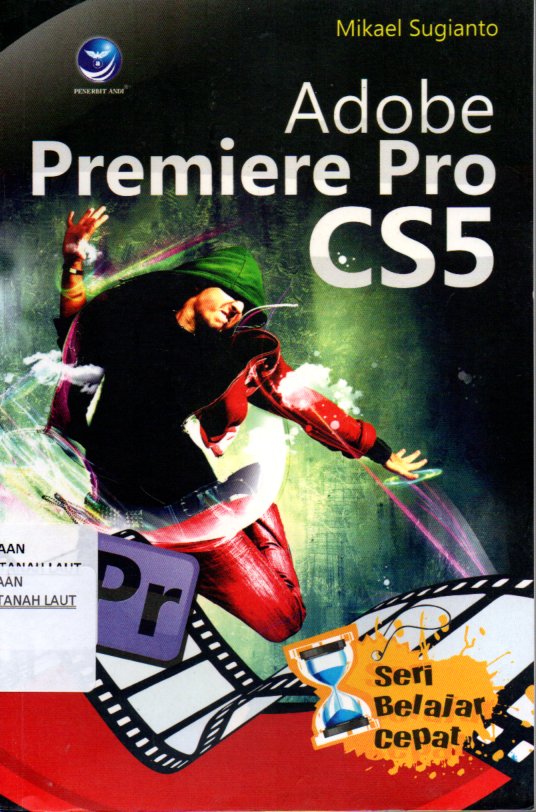 Mikael Sugianto
PENERBIT ANDI
Adobe
Premiere Pro
CS5
AAN
TANAH LAUT
AAN
TANAH LAUT
Pr
Seri
Belajar
Cepat